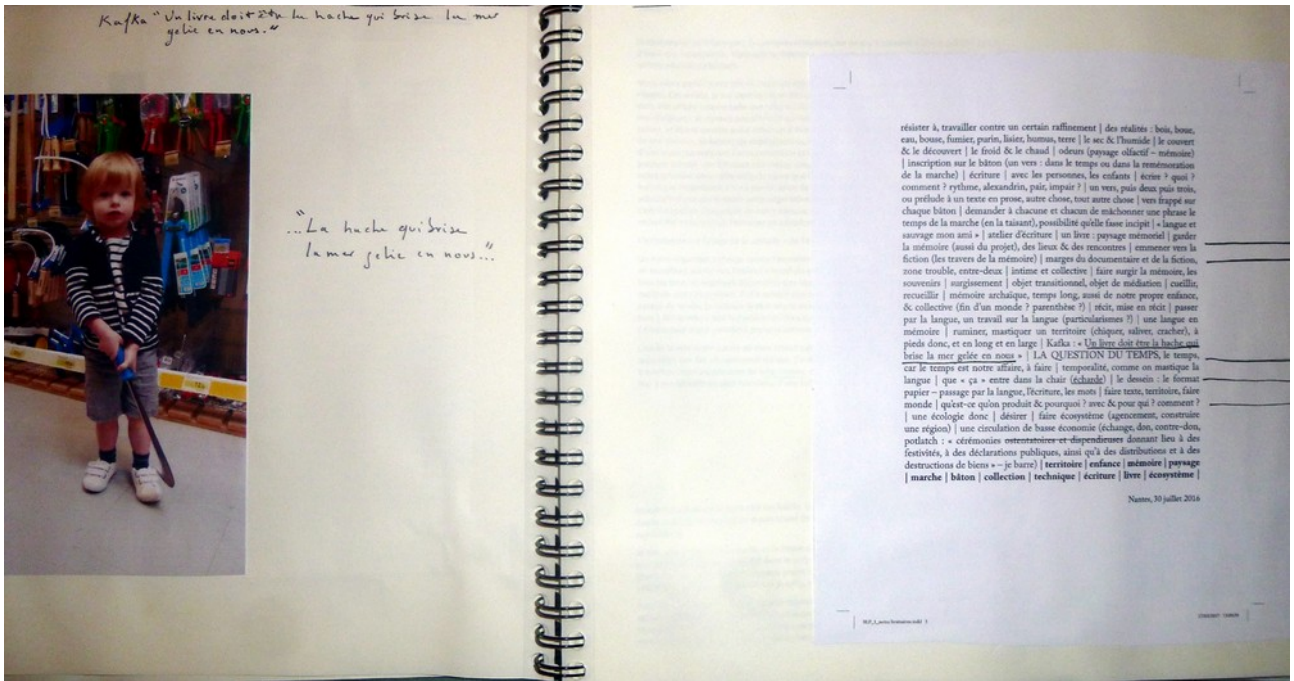 Kafka "Un livre doit être la hache qui brise la mer
gelée en nous."
"...La hache qui brise
la mer gelée en nous..."
résister à, travailler contre un certain raffinement | des réalités : bois, boue,
eau, bouse, fumier, purin, lisier, humus, terre | le sec & l'humide | le couvert
& le découvert | le froid & le chaud | odeurs (paysage olfactif – mémoire)
| inscription sur le bâton (un vers : dans le temps ou dans la remémoration
de la marche) | écriture | avec les personnes, les enfants | écrire ? quoi ?
comment ? rythme, alexandrin, pair, impair ? | un vers, puis deux puis trois,
ou prélude à un texte en prose, autre chose, tout autre chose | vers frappé sur
chaque bâton | demander à chacune et chacun de mâchonner une phrase le
temps de la marche (en la taisant), possibilité qu'elle fasse incipit | « langue et
sauvage mon ami » | atelier d'écriture | un livre : paysage mémoriel | garder
la mémoire (aussi du projet), des lieux & des rencontres | emmener vers la
fiction (les travers de la mémoire) | marges du documentaire et de la fiction,
zone trouble, entre-deux | intime et collective | faire surgir la mémoire, les
souvenirs | surgissement | objet transitionnel, objet de médiation | cueillir,
recueillir | mémoire archaïque, temps long, aussi de notre propre enfance,
& collective (fin d'un monde ? parenthèse ?) | récit, mise en récit | passer
par la langue, un travail sur la langue (particularismes ?) | une langue en
mémoire | ruminer, mastiquer un territoire (chiquer, saliver, cracher), à
pieds donc, et en long et en large | Kafka : « Un livre doit être la hache qui
brise la mer gelée en nous » | LA QUESTION DU TEMPS, le temps,
car le temps est notre affaire, à faire | temporalité, comme on mastique la
langue | que « ça » entre dans la chair (écharde) | le dessein : le format
papier – passage par la langue, l'écriture, les mots | faire texte, territoire, faire
monde | qu'est-ce qu'on produit & pourquoi ? avec & pour qui ? comment ?
| une écologie donc | désirer | faire écosystème (agencement, construire
une région) | une circulation de basse économie (échange, don, contre-don,
potlatch : « cérémonies ostentatoires et dispendieuses donnant lieu à des
festivités, à des déclarations publiques, ainsi qu'à des distributions et à des
destructions de biens » – je barre) | territoire | enfance | mémoire | paysage
| marche | bâton | collection | technique | écriture | livre | écosystème |
Nantes, 30 juillet 2016